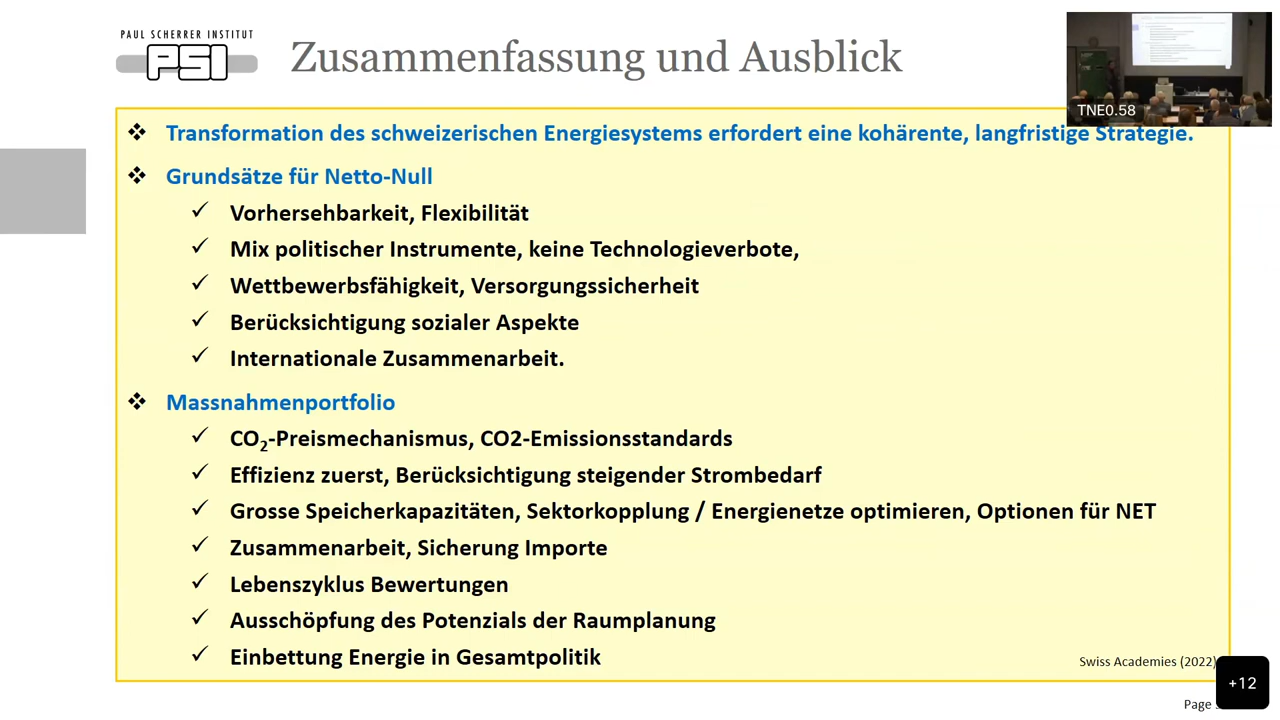 PAUL SCHERRER INSTITUT
PSI
Zusammenfassung und Ausblick
TNE0.58
Transformation des schweizerischen Energiesystems erfordert eine kohärente, langfristige Strategie.
Grundsätze für Netto-Null
Vorhersehbarkeit, Flexibilität
Mix politischer Instrumente, keine Technologieverbote,
Wettbewerbsfähigkeit, Versorgungssicherheit
Berücksichtigung sozialer Aspekte
Internationale Zusammenarbeit.
Massnahmenportfolio
CO2-Preismechanismus, CO2-Emissionsstandards
Effizienz zuerst, Berücksichtigung steigender Strombedarf
Grosse Speicherkapazitäten, Sektorkopplung / Energienetze optimieren, Optionen für NET
Zusammenarbeit, Sicherung Importe
Lebenszyklus Bewertungen
Ausschöpfung des Potenzials der Raumplanung
Einbettung Energie in Gesamtpolitik
Swiss Academies (2022)
+12
Page